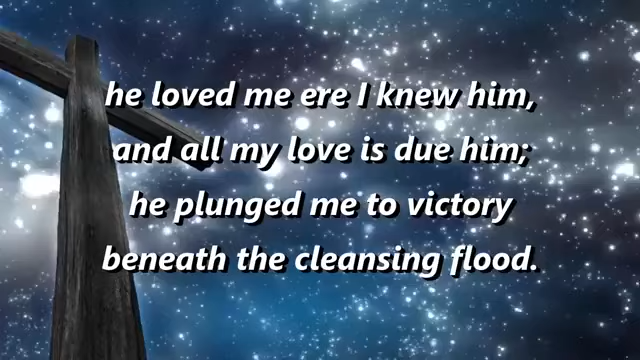 he loved me ere I knew him,
and all my love is due him;
he plunged me to victory
beneath the cleansing flood.